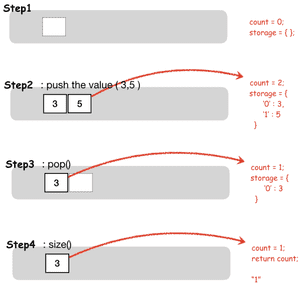 Step1
count = 0;
storage = { };
Step2 : push the value ( 3,5 )
3 5
count = 2;
storage = {
'0' : 3,
'1' : 5
}
Step3 : pop()
3
count = 1;
storage = {
'0' : 3
}
Step4 : size()
3
count = 1;
return count;
"1"